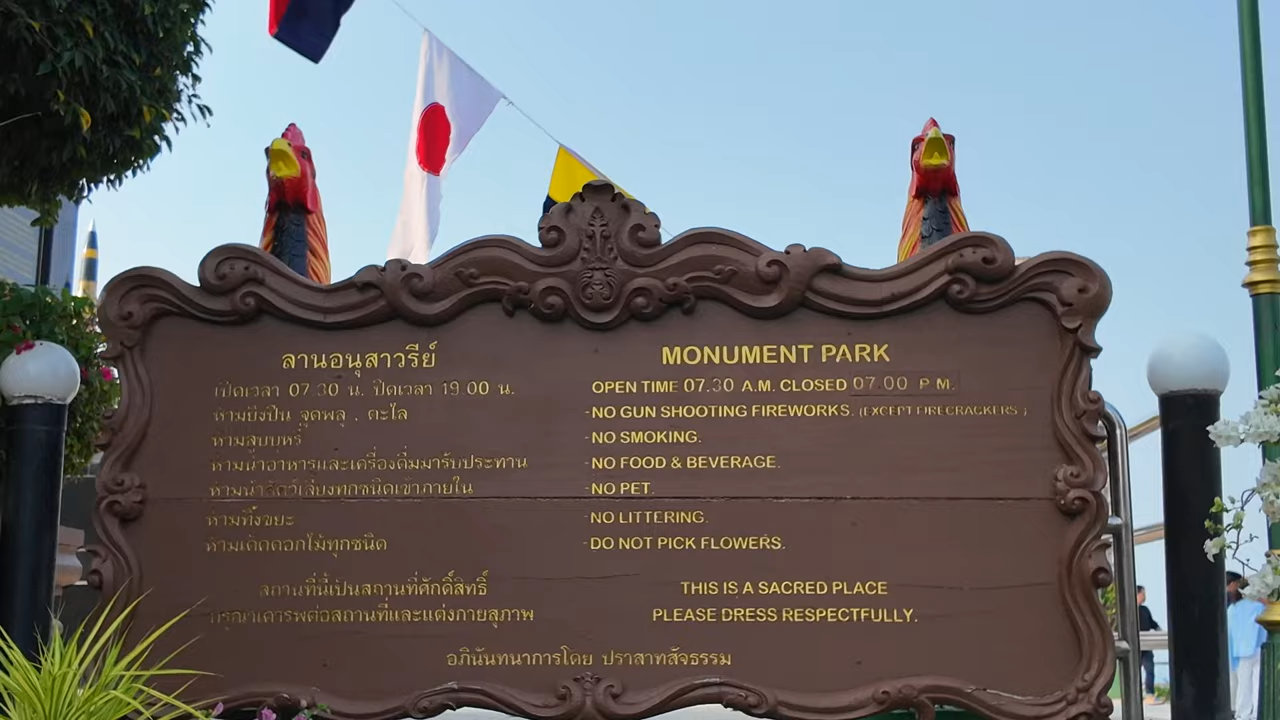 ลานอนุสาวรีย์
เปิดเวลา 07.30 น. ปิดเวลา 19.00 น.
ห้ามยิงปืน จุดพลุ . ตะไล
ห้ามสูบบุหรี่
ห้ามนำอาหารและเครื่องดื่มมารับประทาน
ห้ามนำสัตว์เลี้ยงทุกชนิดเข้าภายใน
ห้ามทิ้งขยะ
ห้ามเด็ดดอกไม้ทุกชนิด
สถานที่นี้เป็นสถานที่ศักดิ์สิทธิ์
กรุณาเคารพต่อสถานที่และแต่งกายสุภาพ
MONUMENT PARK
OPEN TIME 07.30 A.M. CLOSED 07.00 P.M.
-NO GUN SHOOTING FIREWORKS. (EXCEPT FIRECRACKERS.)
-NO SMOKING.
-NO FOOD & BEVERAGE.
-NO PET.
-NO LITTERING.
-DO NOT PICK FLOWERS.
THIS IS A SACRED PLACE
PLEASE DRESS RESPECTFULLY.
อภินันทนาการโดย ปราสาทสัจธรรม